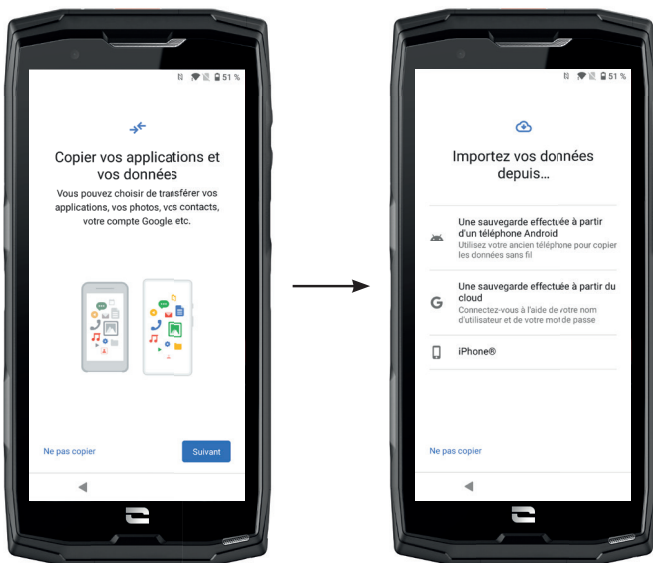 51 %
Copier vos applications et
vos données
Vous pouvez choisir de transférer vos
applications, vos photos, vos contacts,
votre compte Google etc.
Ne pas copier
Suivant
51 %
Importez vos données
depuis...
Une sauvegarde effectuée à partir
d'un téléphone Android
Utilisez votre ancien téléphone pour copier
les données sans fil
Une sauvegarde effectuée à partir du
cloud
Connectez-vous à l'aide de votre nom
d'utilisateur et de votre mot de passe
iPhone®
Ne pas copier